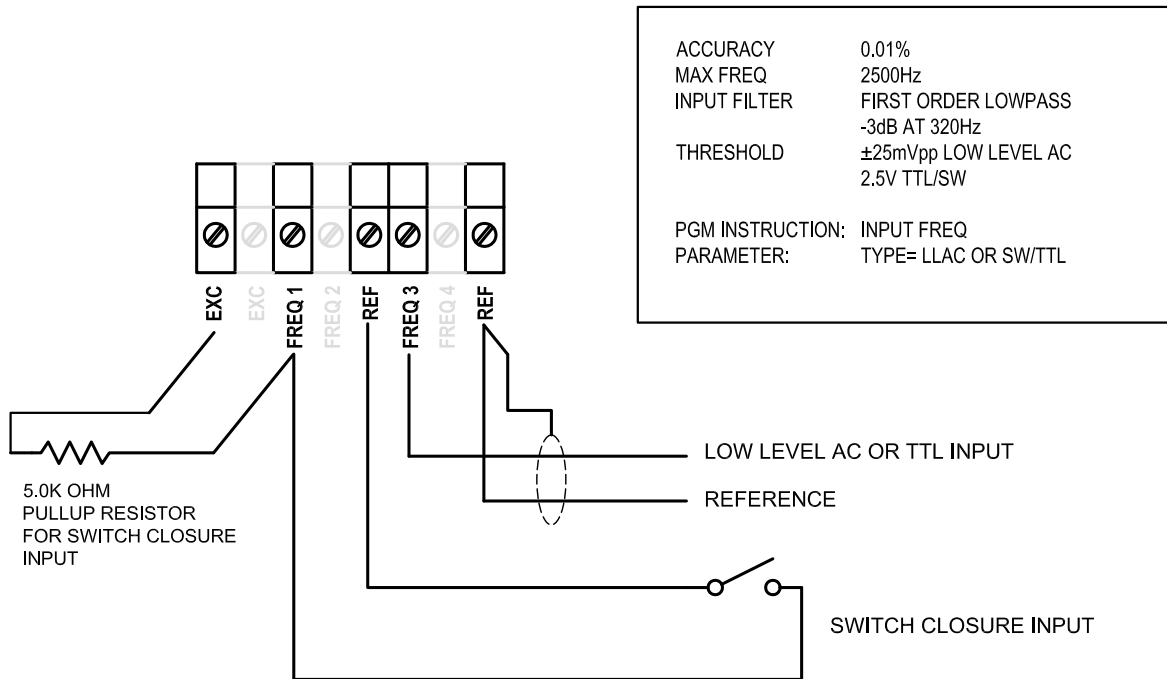 ACCURACY 0.01%
MAX FREQ 2500Hz
INPUT FILTER FIRST ORDER LOWPASS
-3dB AT 320Hz
THRESHOLD ±25mVpp LOW LEVEL AC
2.5V TTL/SW
PGM INSTRUCTION: INPUT FREQ
PARAMETER: TYPE= LLAC OR SW/TTL
EXC
EXC
FREQ 1
FREQ 2
REF
FREQ 3
FREQ 4
REF
LOW LEVEL AC OR TTL INPUT
REFERENCE
5.0K OHM
PULLUP RESISTOR
FOR SWITCH CLOSURE
INPUT
SWITCH CLOSURE INPUT